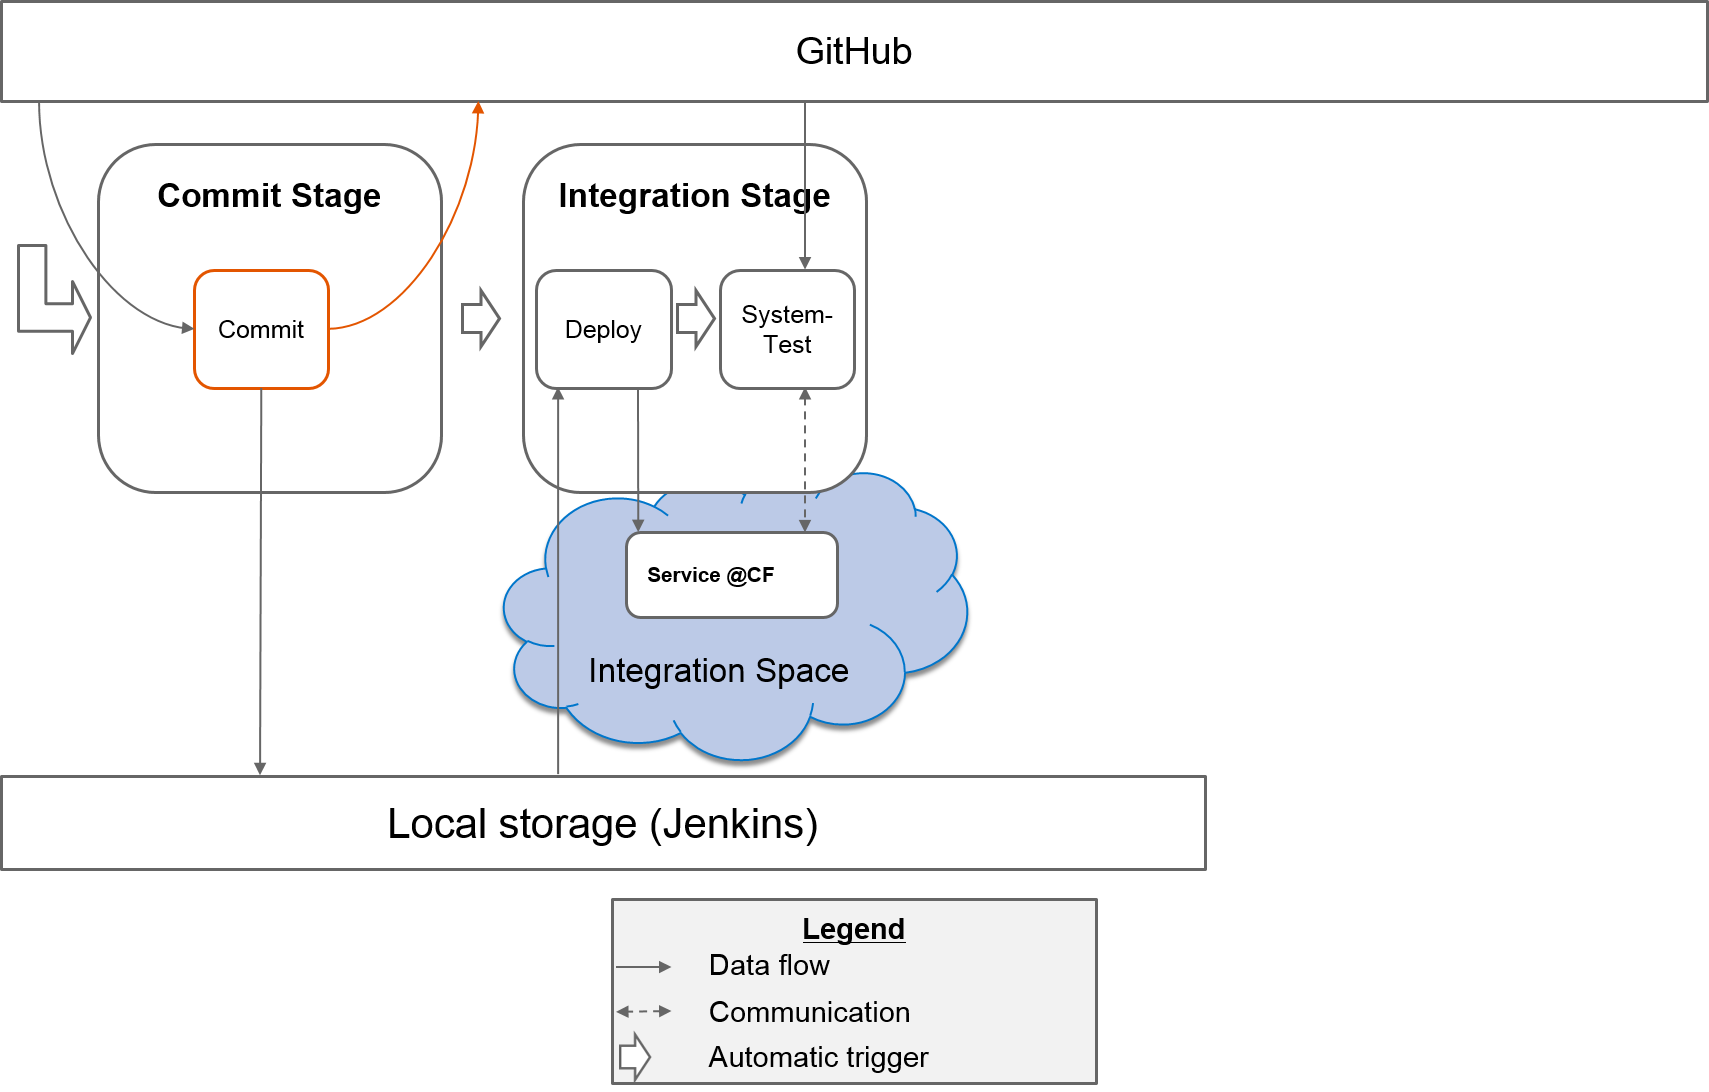 GitHub
Commit Stage
Integration Stage
Commit
Deploy
System-
Test
Service @CF
Integration Space
Local storage (Jenkins)
Legend
Data flow
Communication
Automatic trigger